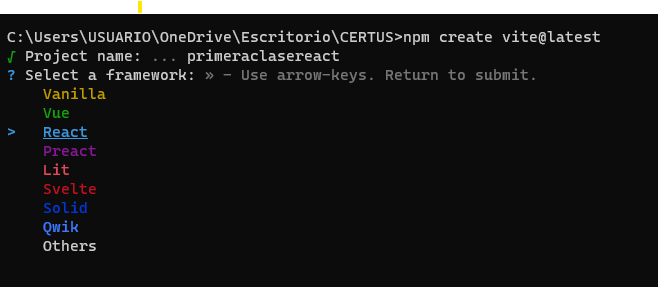 C:\Users\USUARIO\OneDrive\Escritorio\CERTUS>npm create vite@latest
√ Project name: ... primeraclasereact
? Select a framework: » - Use arrow-keys. Return to submit.
Vanilla
Vue
> React
Preact
Lit
Svelte
Solid
Qwik
Others